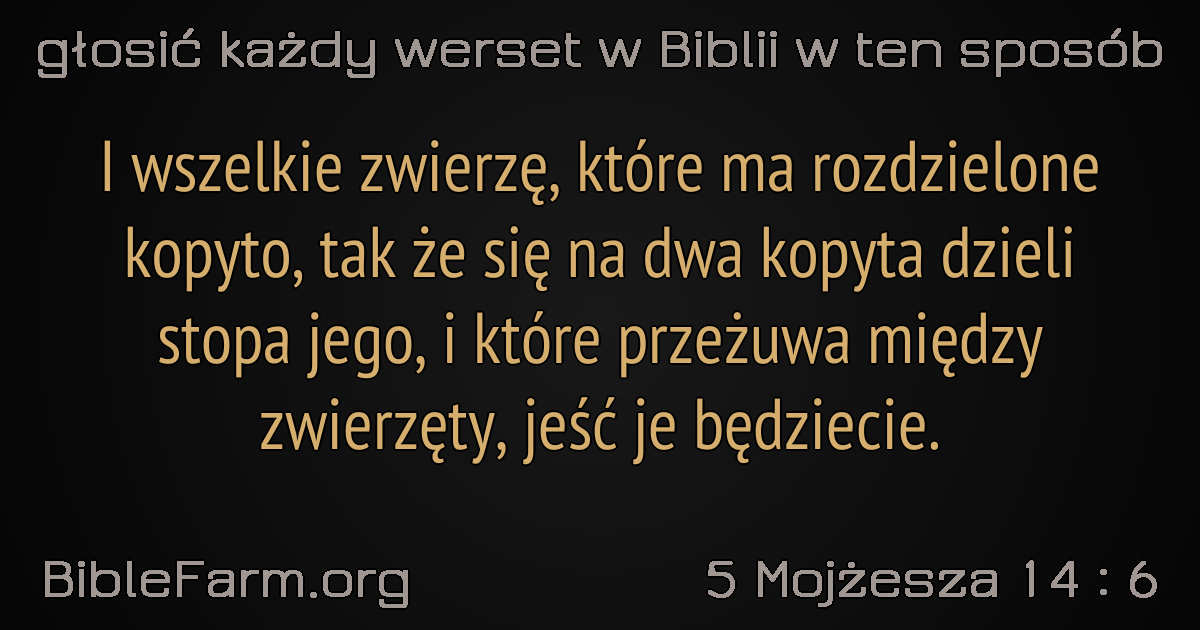 głosić każdy werset w Biblii w ten sposób
I wszelkie zwierzę, które ma rozdzielone
kopyto, tak że się na dwa kopyta dzieli
stopa jego, i które przeżuwa między
zwierzęty, jeść je będziecie.
BibleFarm.org
5 Mojżesza 14 : 6